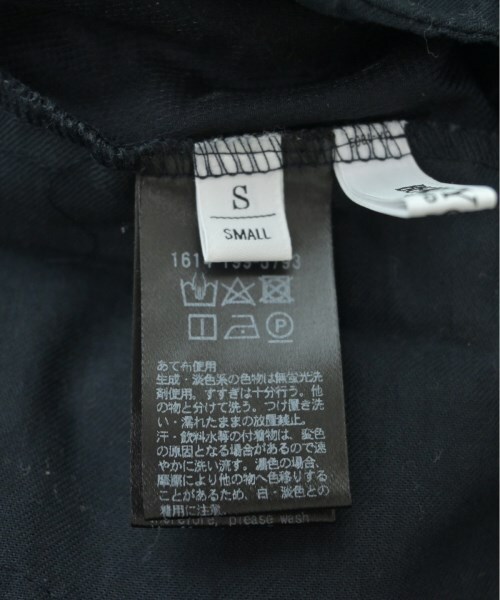 S
SMALL
あて布使用
生成・淡色系の色物は無蛍光洗
剤使用。すすぎは十分行う。他
の物と分けて洗う。つけ置き洗
い・濡れたままの放置禁止。
汗・飲料水等の付着物は、変色
の原因となる場合があるので速
やかに洗い流す。濃色の場合、
摩擦により他の物へ色移りする
ことがあるため、白・淡色との
着用に注意。
therefore, please wash